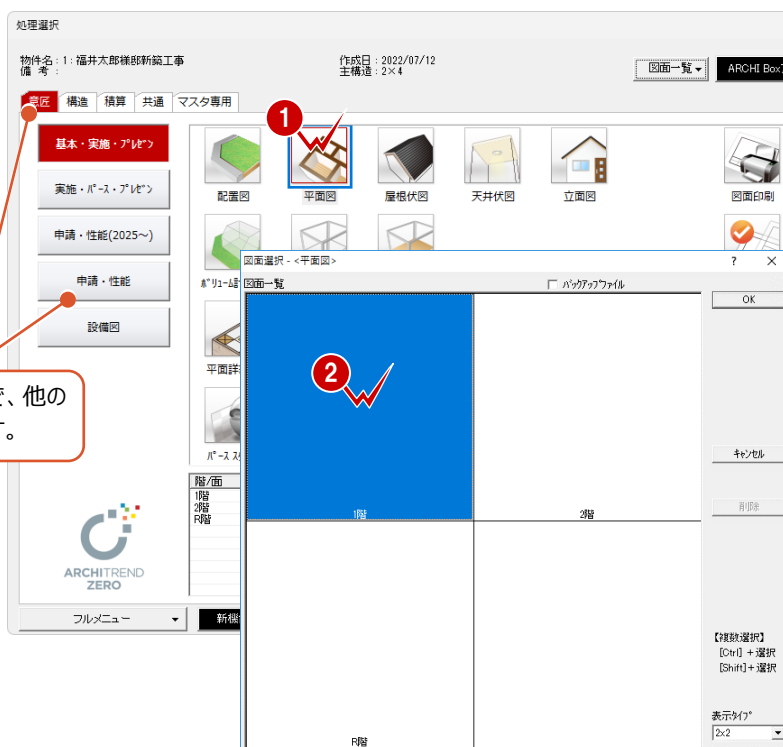 処理選択
物件名:1:福井太郎様邸新築工事
備 考:
作成日:2022/07/12
主構造:2×4
図面一覧
ARCHI Box
意匠 構造 積算 共通 マスタ専用
基本・実施・プレゼン
実施・パース・プレゼン
申請・性能(2025～)
申請・性能
設備図
1
配置図 平面図 屋根伏図 天井伏図 立面図 図面印刷
ボリューム
平面詳
パース
図面選択 - <平面図>
? ×
図面一覧
バックアップファイル
OK
2
キャンセル
削除
1階
2階
R階
【複数選択】
[Ctrl] + 選択
[Shift] + 選択
表示タイプ
2x2
で、他の
す。
階/面
1階
2階
R階
ARCHITREND
ZERO
フルメニュー
新機